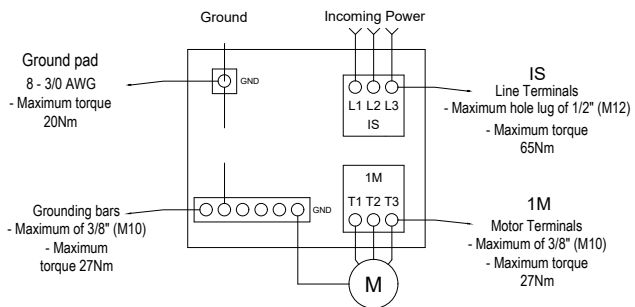 Ground
Incoming Power
Ground pad
8 - 3/0 AWG
- Maximum torque
20Nm
GND
L1 L2 L3
IS
IS
Line Terminals
- Maximum hole lug of 1/2" (M12)
- Maximum torque
65Nm
1M
T1 T2 T3
Grounding bars
- Maximum of 3/8" (M10)
- Maximum
torque 27Nm
GND
1M
Motor Terminals
- Maximum of 3/8" (M10)
- Maximum torque
27Nm
M